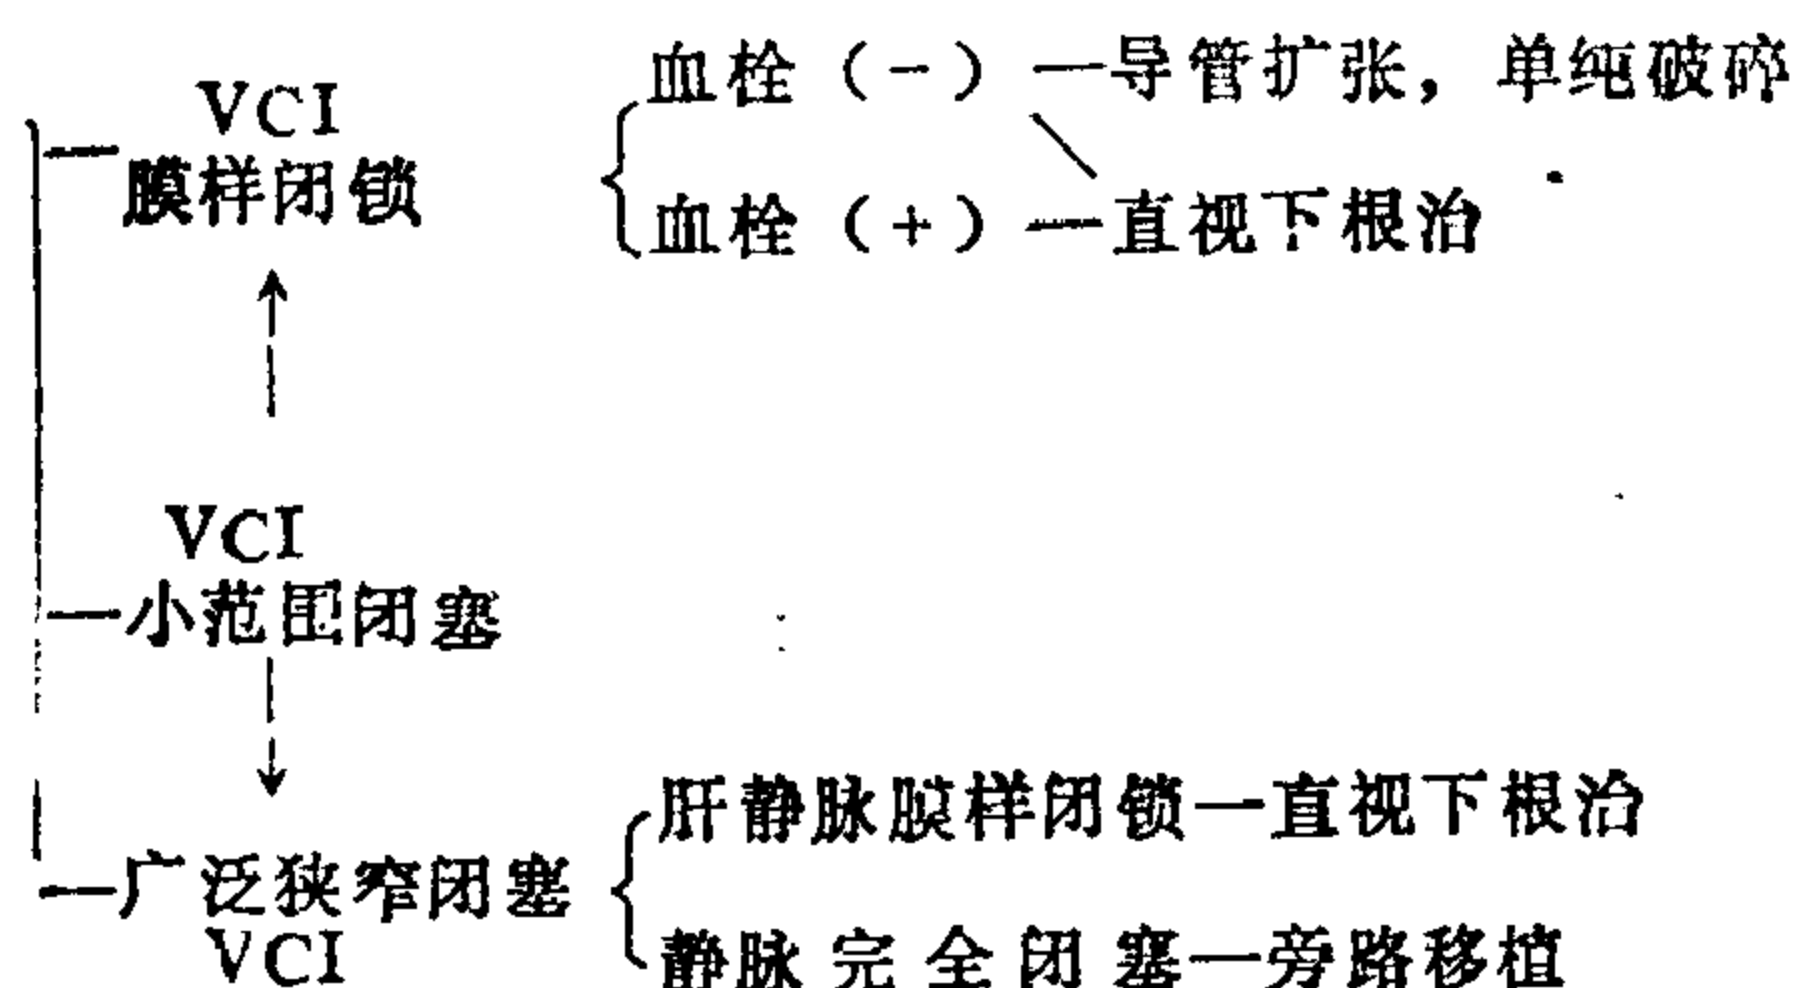 血栓（－）—导管扩张，单纯破碎
VCI
膜样闭锁
血栓（＋）—直视下根治
VCI
小范围闭塞
肝静脉膜样闭锁—直视下根治
广泛狭窄闭塞
VCI
静脉完全闭塞—旁路移植